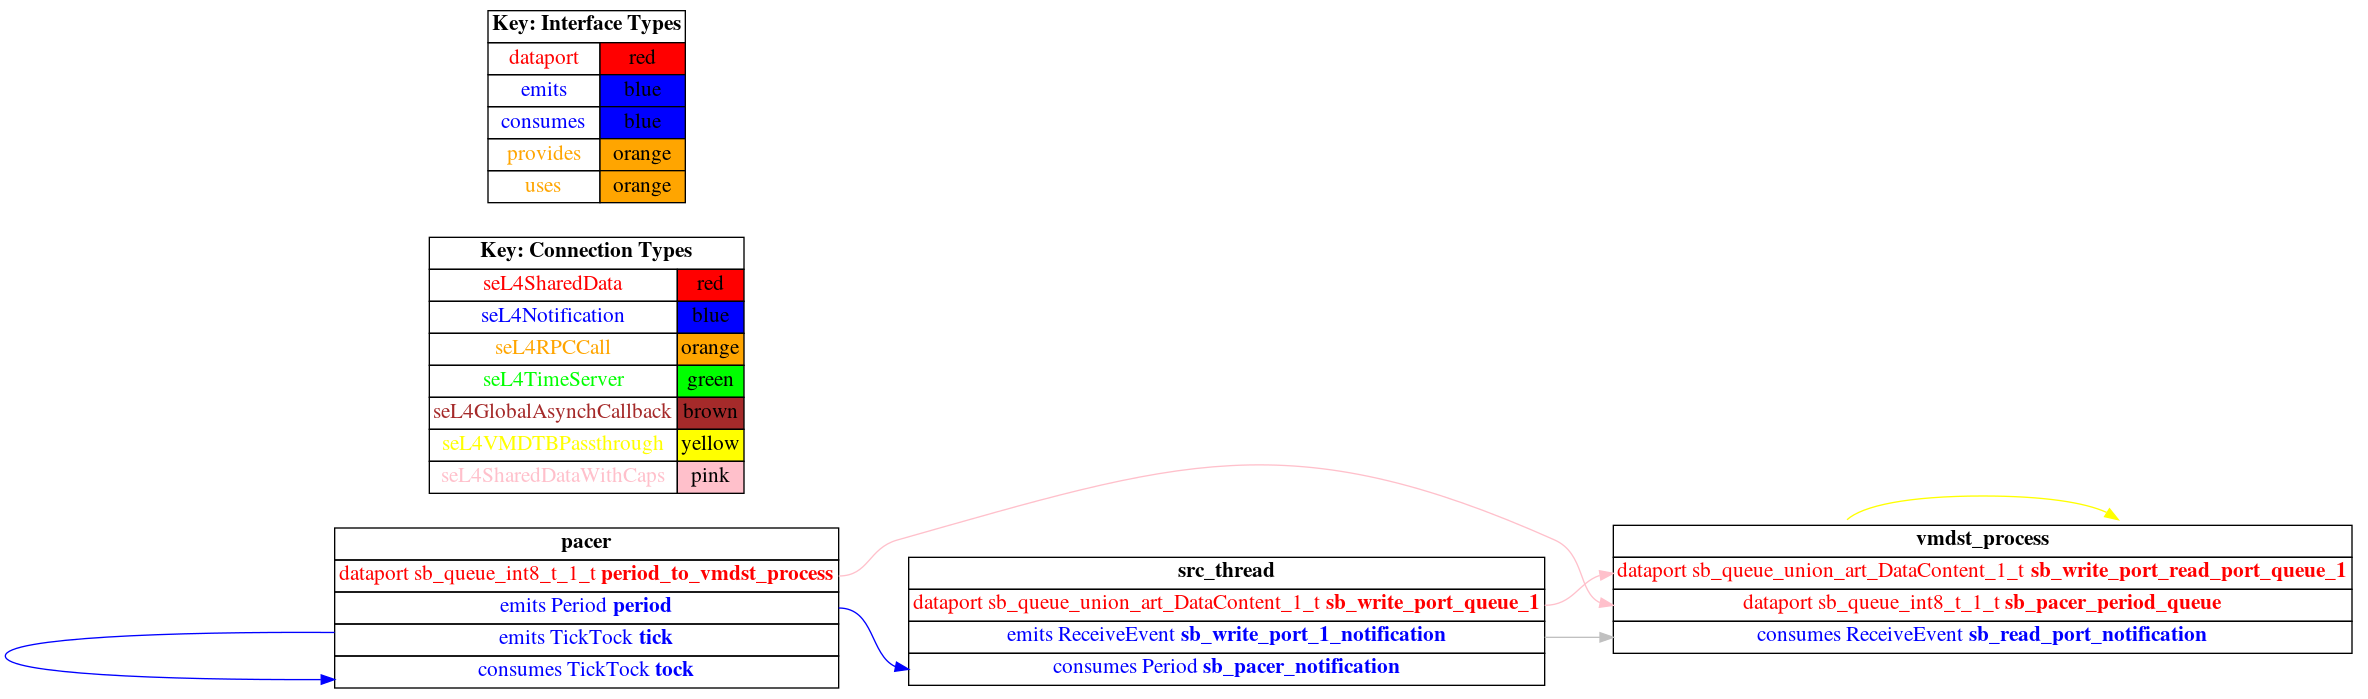 Key: Interface Types
dataport red
emits blue
consumes blue
provides orange
uses orange
Key: Connection Types
seL4SharedData red
seL4Notification blue
seL4RPCCall orange
seL4TimeServer green
seL4GlobalAsynchCallback brown
seL4VMDTBPassthrough yellow
seL4SharedDataWithCaps pink
pacer
dataport sb_queue_int8_t_1_t period_to_vmdst_process
emits Period period
emits TickTock tick
consumes TickTock tock
src_thread
dataport sb_queue_union_art_DataContent_1_t sb_write_port_queue_1
emits ReceiveEvent sb_write_port_1_notification
consumes Period sb_pacer_notification
vmdst_process
dataport sb_queue_union_art_DataContent_1_t sb_write_port_read_port_queue_1
dataport sb_queue_int8_t_1_t sb_pacer_period_queue
consumes ReceiveEvent sb_read_port_notification